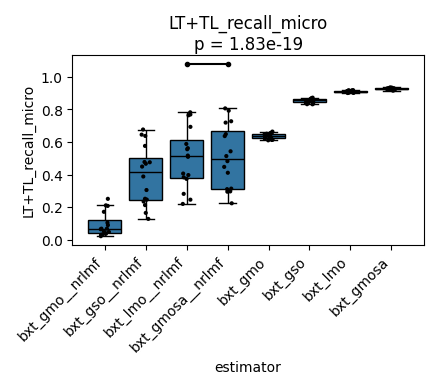 LT+TL_recall_micro
p = 1.83e-19
LT+TL_recall_micro
1.0
0.8
0.6
0.4
0.2
0.0
bxt_gmo__nrlmf
bxt_gso__nrlmf
bxt_lmo__nrlmf
bxt_gmosa__nrlmf
bxt_gmo
bxt_gso
bxt_lmo
bxt_gmosa
estimator